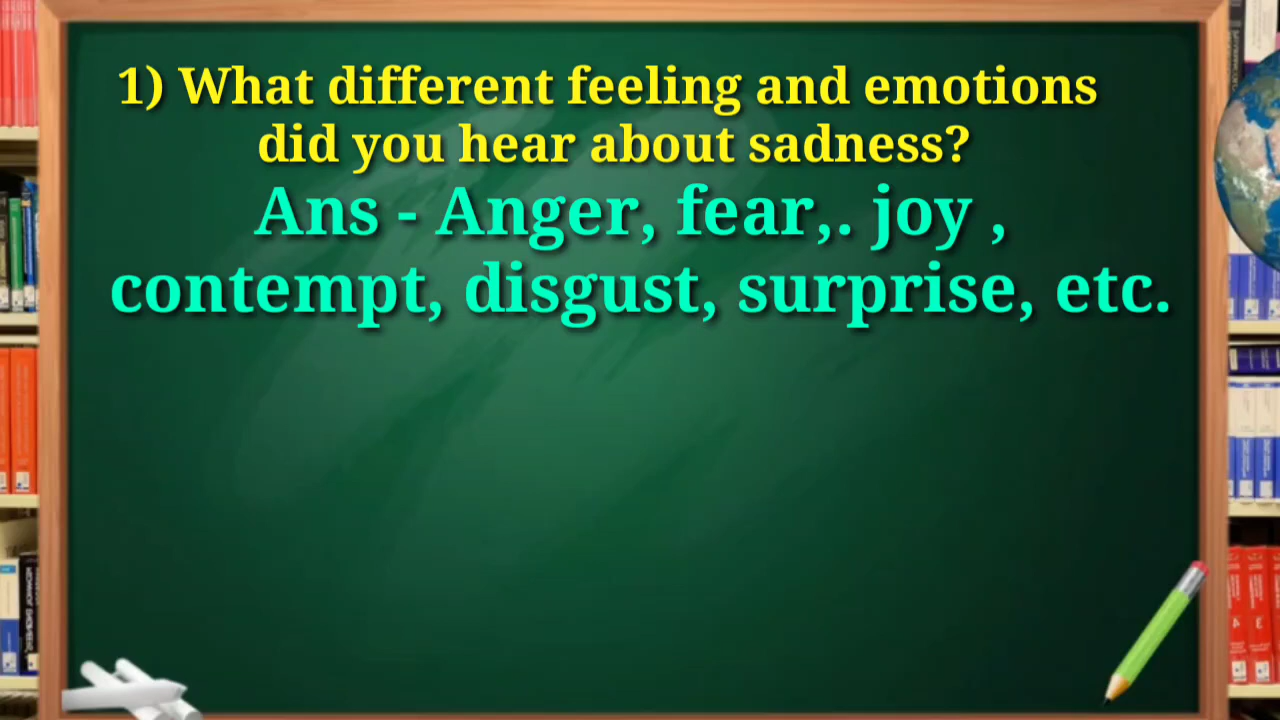 1) What different feeling and emotions
did you hear about sadness?
Ans - Anger, fear,. joy ,
contempt, disgust, surprise, etc.